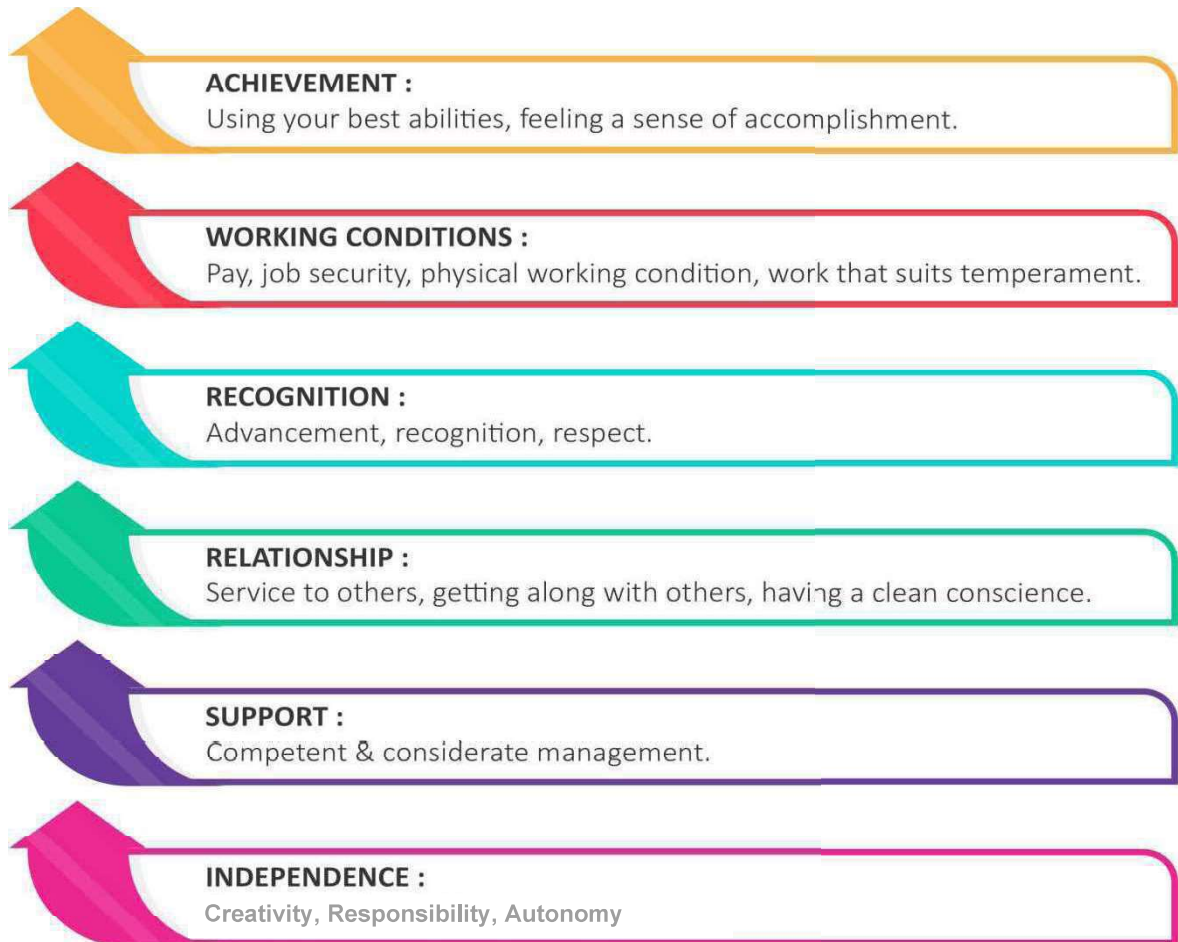 ACHIEVEMENT :
Using your best abilities, feeling a sense of accomplishment.
WORKING CONDITIONS :
Pay, job security, physical working condition, work that suits temperament.
RECOGNITION :
Advancement, recognition, respect.
RELATIONSHIP :
Service to others, getting along with others, having a clean conscience.
SUPPORT :
Competent & considerate management.
INDEPENDENCE :
Creativity, Responsibility, Autonomy